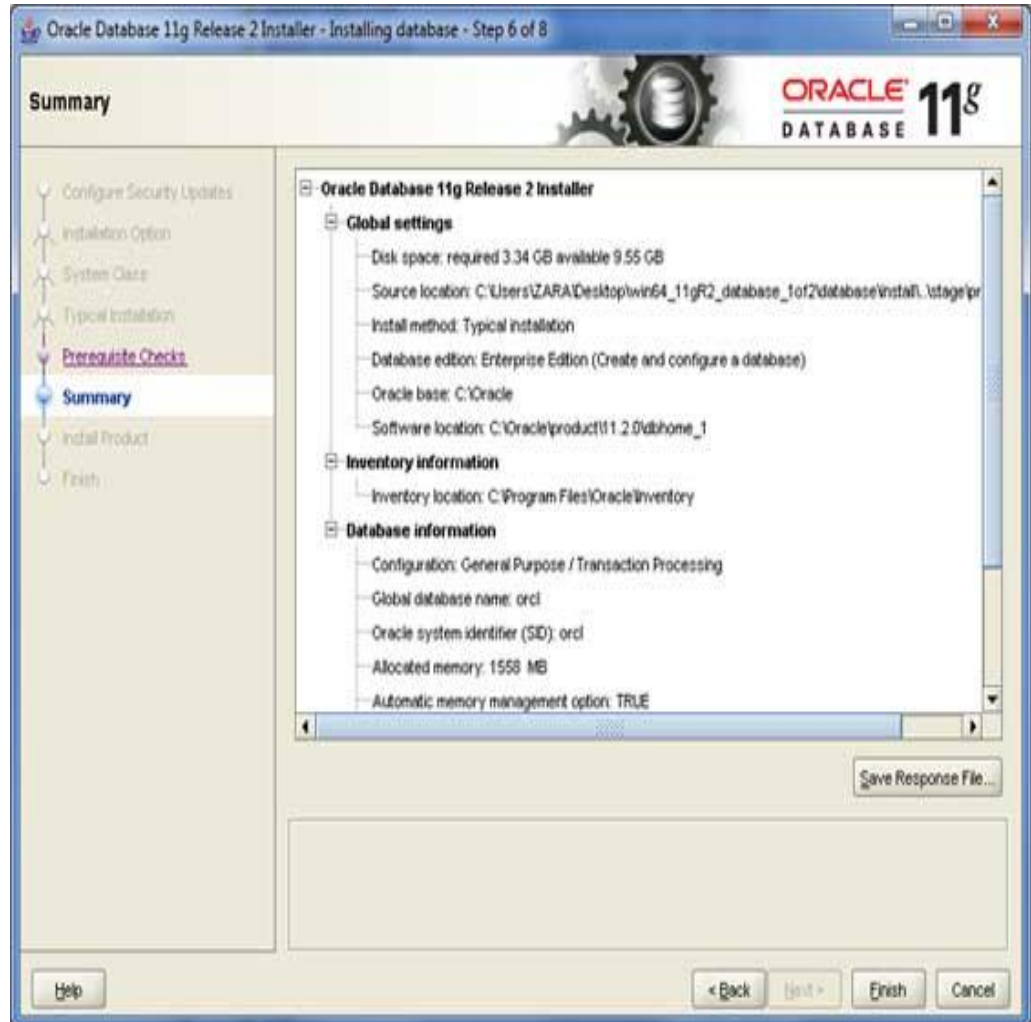 Oracle Database 11g Release 2 Installer - Installing database - Step 6 of 8
Summary
ORACLE
DATABASE
11g
Configure Security Updates
Installation Option
System Class
Typical Installation
Prerequisite Checks
Summary
Install Product
Finish
Oracle Database 11g Release 2 Installer
Global settings
Disk space: required 3.34 GB available 9.55 GB
Source location: C:\Users\ZARA\Desktop\win64_11gR2_database_1of2\database\install\..\stage\pr
Install method: Typical installation
Database edition: Enterprise Edition (Create and configure a database)
Oracle base: C:\Oracle
Software location: C:\Oracle\product\11.2.0\dbhome_1
Inventory information
Inventory location: C:\Program Files\Oracle\Inventory
Database information
Configuration: General Purpose / Transaction Processing
Global database name: orcl
Oracle system identifier (SID): orcl
Allocated memory: 1558 MB
Automatic memory management option: TRUE
Save Response File...
Help
< Back
Next >
Finish
Cancel